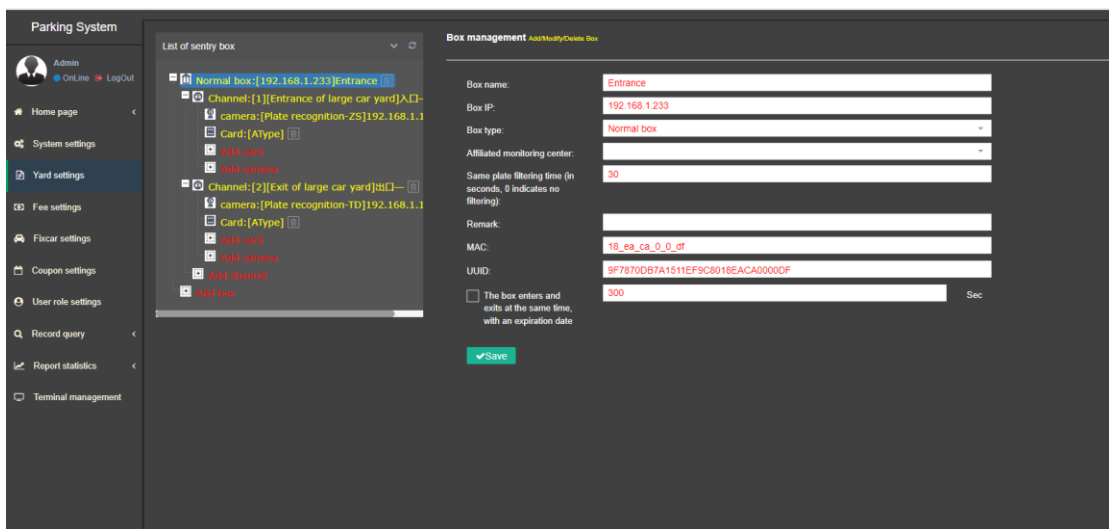 Parking System
Admin
OnLine LogOut
Home page
System settings
Yard settings
Fee settings
Fixcar settings
Coupon settings
User role settings
Record query
Report statistics
Terminal management
List of sentry box
Normal box:[192.168.1.233]Entrance
Channel:[1][Entrance of large car yard]入口—
camera:[Plate recognition-ZS]192.168.1.1
Card:[AType]
Add card
Add camera
Channel:[2][Exit of large car yard]出口—
camera:[Plate recognition-TD]192.168.1.1
Card:[AType]
Add card
Add camera
Add channel
Add box
Box management Add/Modify/Delete Box
Box name: Entrance
Box IP: 192.168.1.233
Box type: Normal box
Affiliated monitoring center:
Same plate filtering time (in
seconds, 0 indicates no
filtering): 30
Remark:
MAC: 18_ea_ca_0_0_df
UUID: 9F7870DB7A1511EF9C8018EACA0000DF
The box enters and
exits at the same time,
with an expiration date
300 Sec
Save